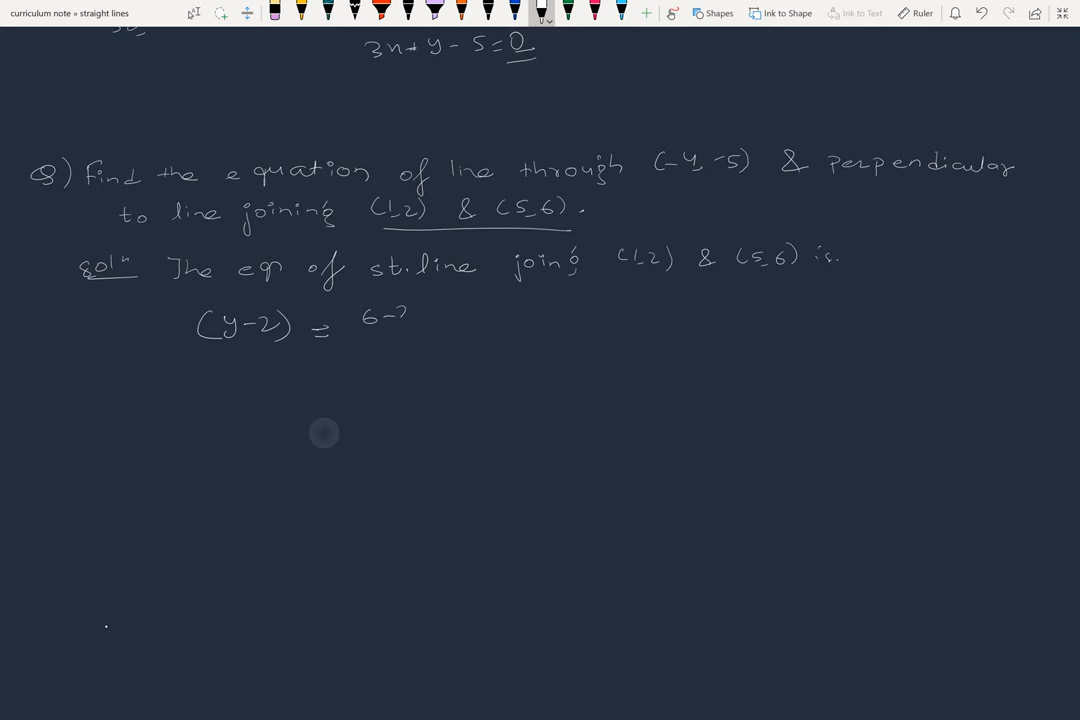 curriculum note » straight lines
Shapes Ink to Shape Ink to Text Ruler
3x + y - 5 = 0
Q) Find the equation of line through (-4, -5) & perpendicular
to line joining (1, 2) & (5, 6).
Solⁿ The eqn of st. line joing (1, 2) & (5, 6) is.
(y-2) = 6-2